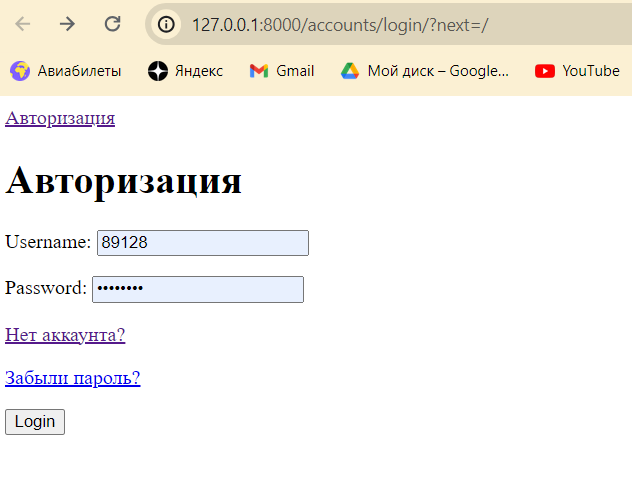 127.0.0.1:8000/accounts/login/?next=/
Авиабилеты Яндекс Gmail Мой диск – Google... YouTube
Авторизация
Авторизация
Username: 89128
Password: ••••••••
Нет аккаунта?
Забыли пароль?
Login